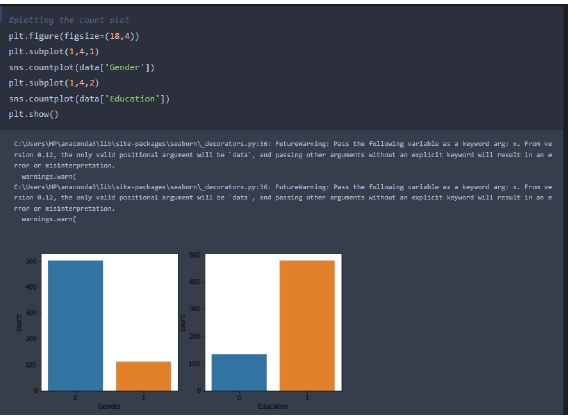 #plotting the count plot
plt.figure(figsize=(18,4))
plt.subplot(1,4,1)
sns.countplot(data['Gender'])
plt.subplot(1,4,2)
sns.countplot(data['Education'])
plt.show()
C:\Users\HP\anaconda3\lib\site-packages\seaborn\_decorators.py:36: FutureWarning: Pass the following variable as a keyword arg: x. From ve
rsion 0.12, the only valid positional argument will be `data`, and passing other arguments without an explicit keyword will result in an e
rror or misinterpretation.
warnings.warn(
C:\Users\HP\anaconda3\lib\site-packages\seaborn\_decorators.py:36: FutureWarning: Pass the following variable as a keyword arg: x. From ve
rsion 0.12, the only valid positional argument will be `data`, and passing other arguments without an explicit keyword will result in an e
rror or misinterpretation.
warnings.warn(
500
400
300
200
100
0
count
0 1
Gender
500
400
300
200
100
0
count
0 1
Education